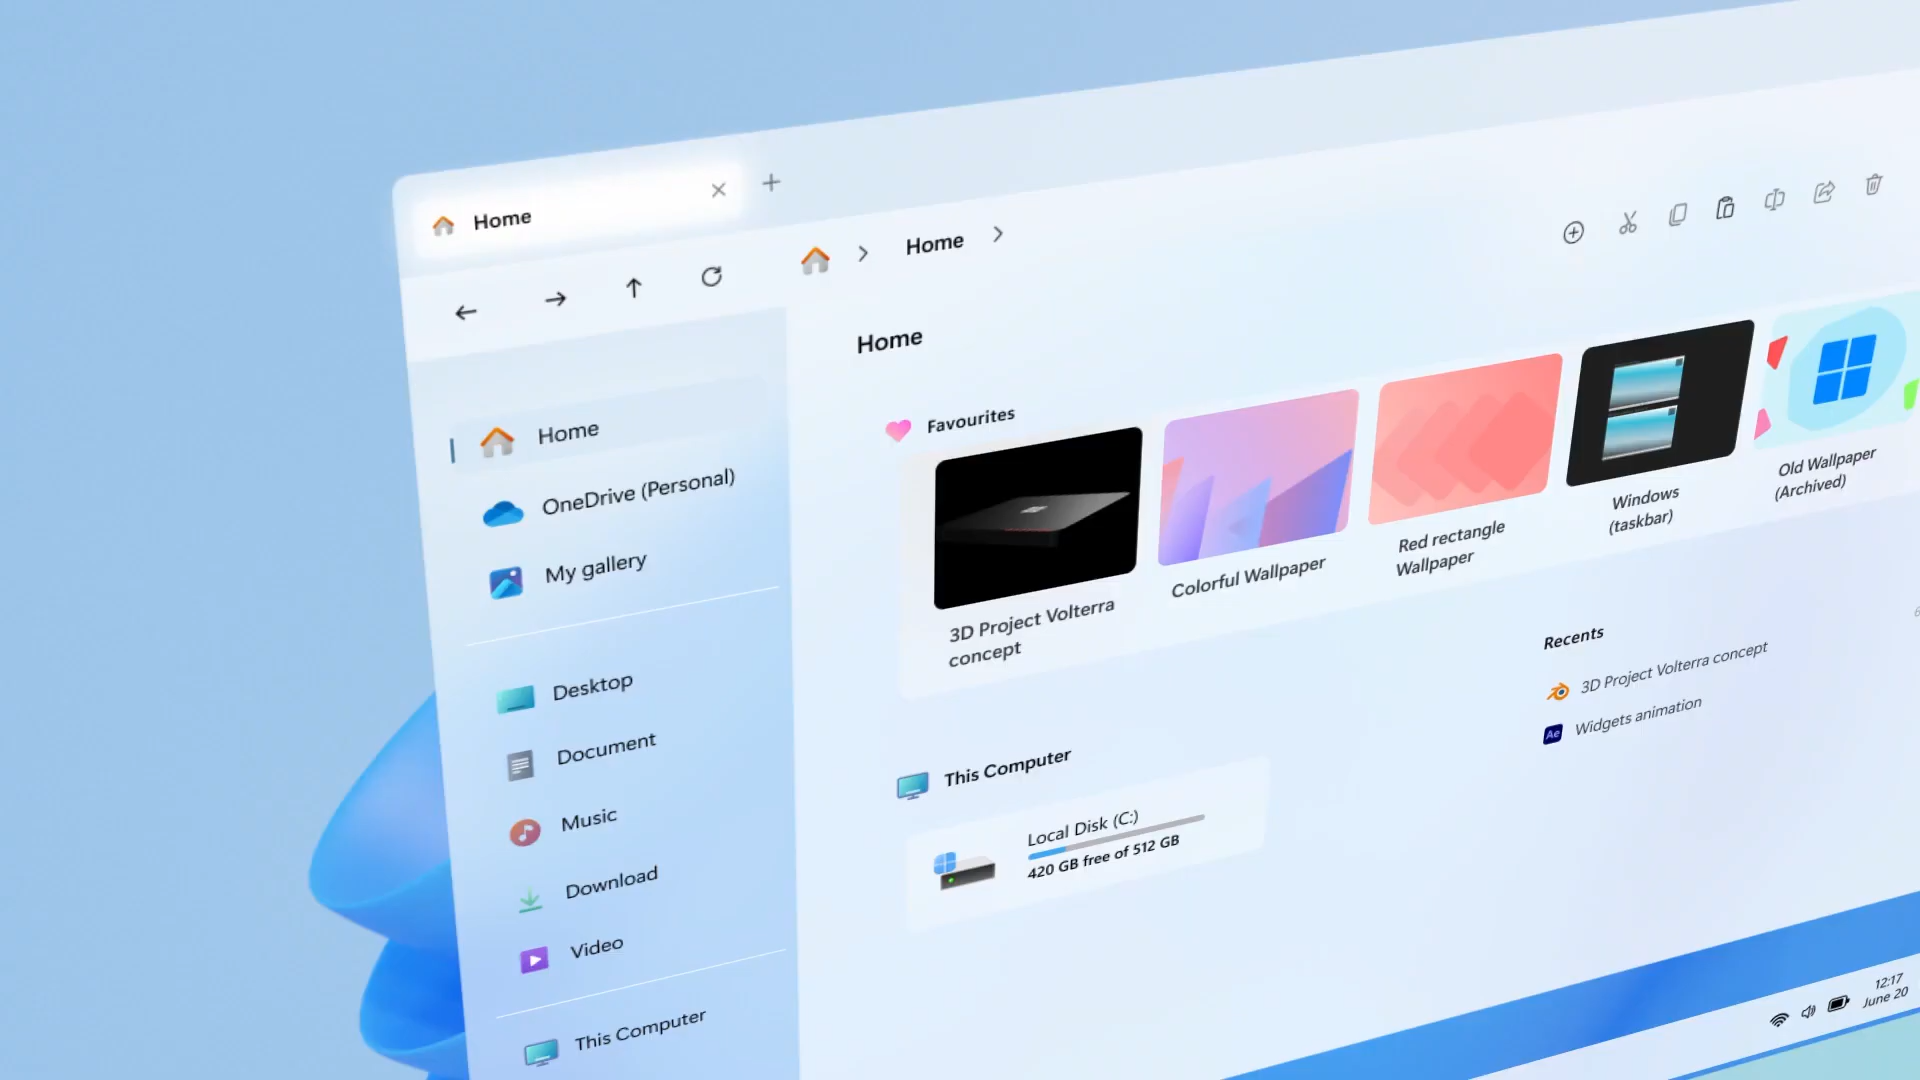 Home
Home
Home
Home
OneDrive (Personal)
My gallery
Desktop
Document
Music
Download
Video
This Computer
Favourites
3D Project Volterra
concept
Colorful Wallpaper
Red rectangle
Wallpaper
Windows
(taskbar)
Old Wallpaper
(Archived)
This Computer
Local Disk (C:)
420 GB free of 512 GB
Recents
3D Project Volterra concept
Ae
Widgets animation
12:17
June 20